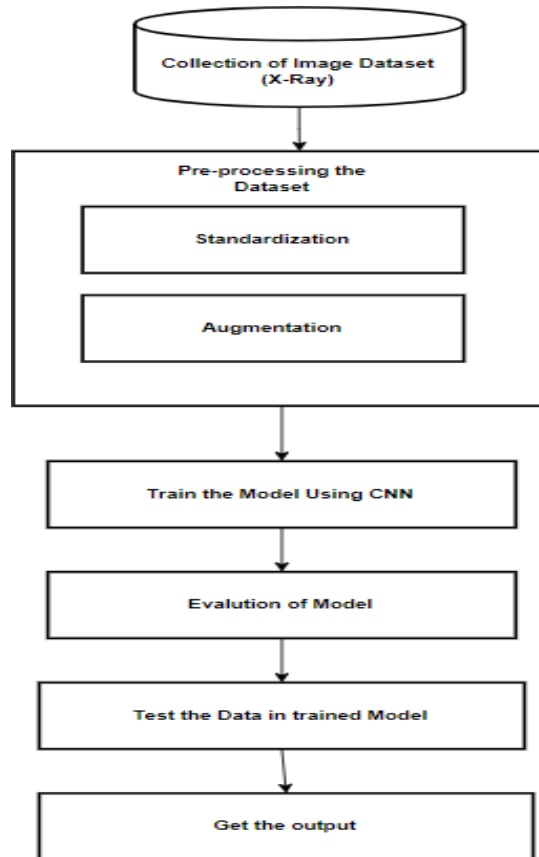 Collection of Image Dataset
(X-Ray)
Pre-processing the
Dataset
Standardization
Augmentation
Train the Model Using CNN
Evalution of Model
Test the Data in trained Model
Get the output